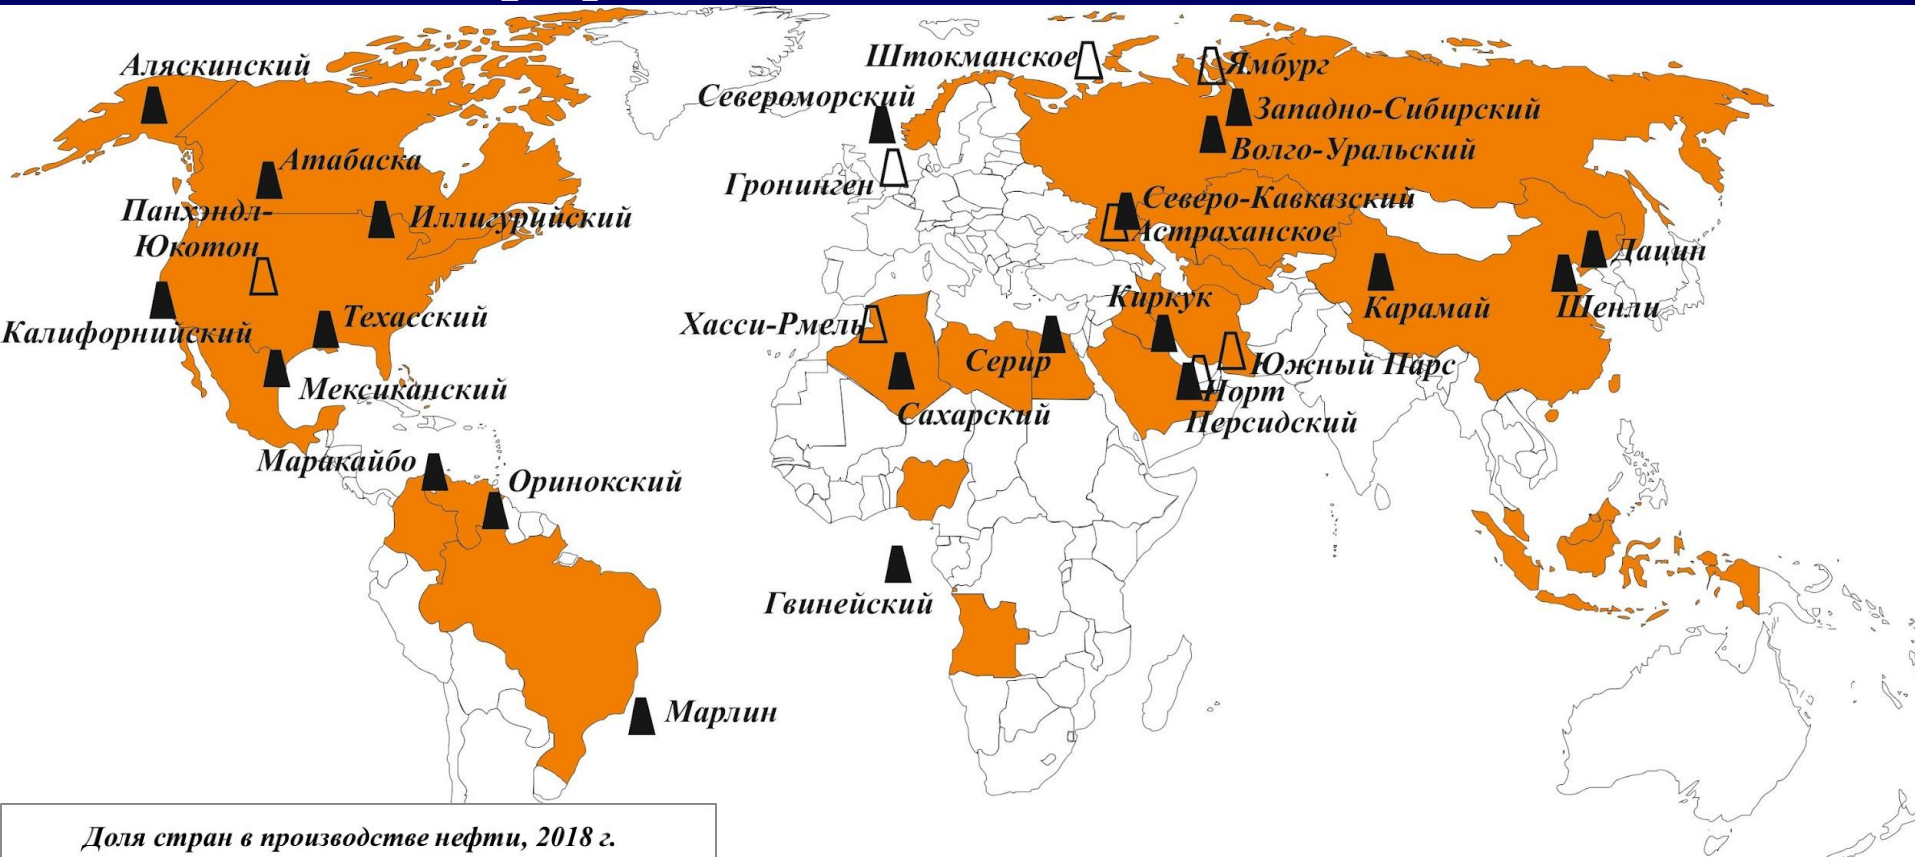 Аляскинский
Штокманское
Ямбург
Североморский
Западно-Сибирский
Атабаска
Волго-Уральский
Гронинген
Панхэндл-
Юкотон
Иллигурийский
Северо-Кавказский
Астраханское
Дацин
Киркук
Карамай
Шенли
Калифорнийский
Техасский
Хасси-Рмель
Серир
Южный Парс
Мексиканский
Норт
Сахарский
Персидский
Маракайбо
Оринокский
Гвинейский
Марлин
Доля стран в производстве нефти, 2018 г.